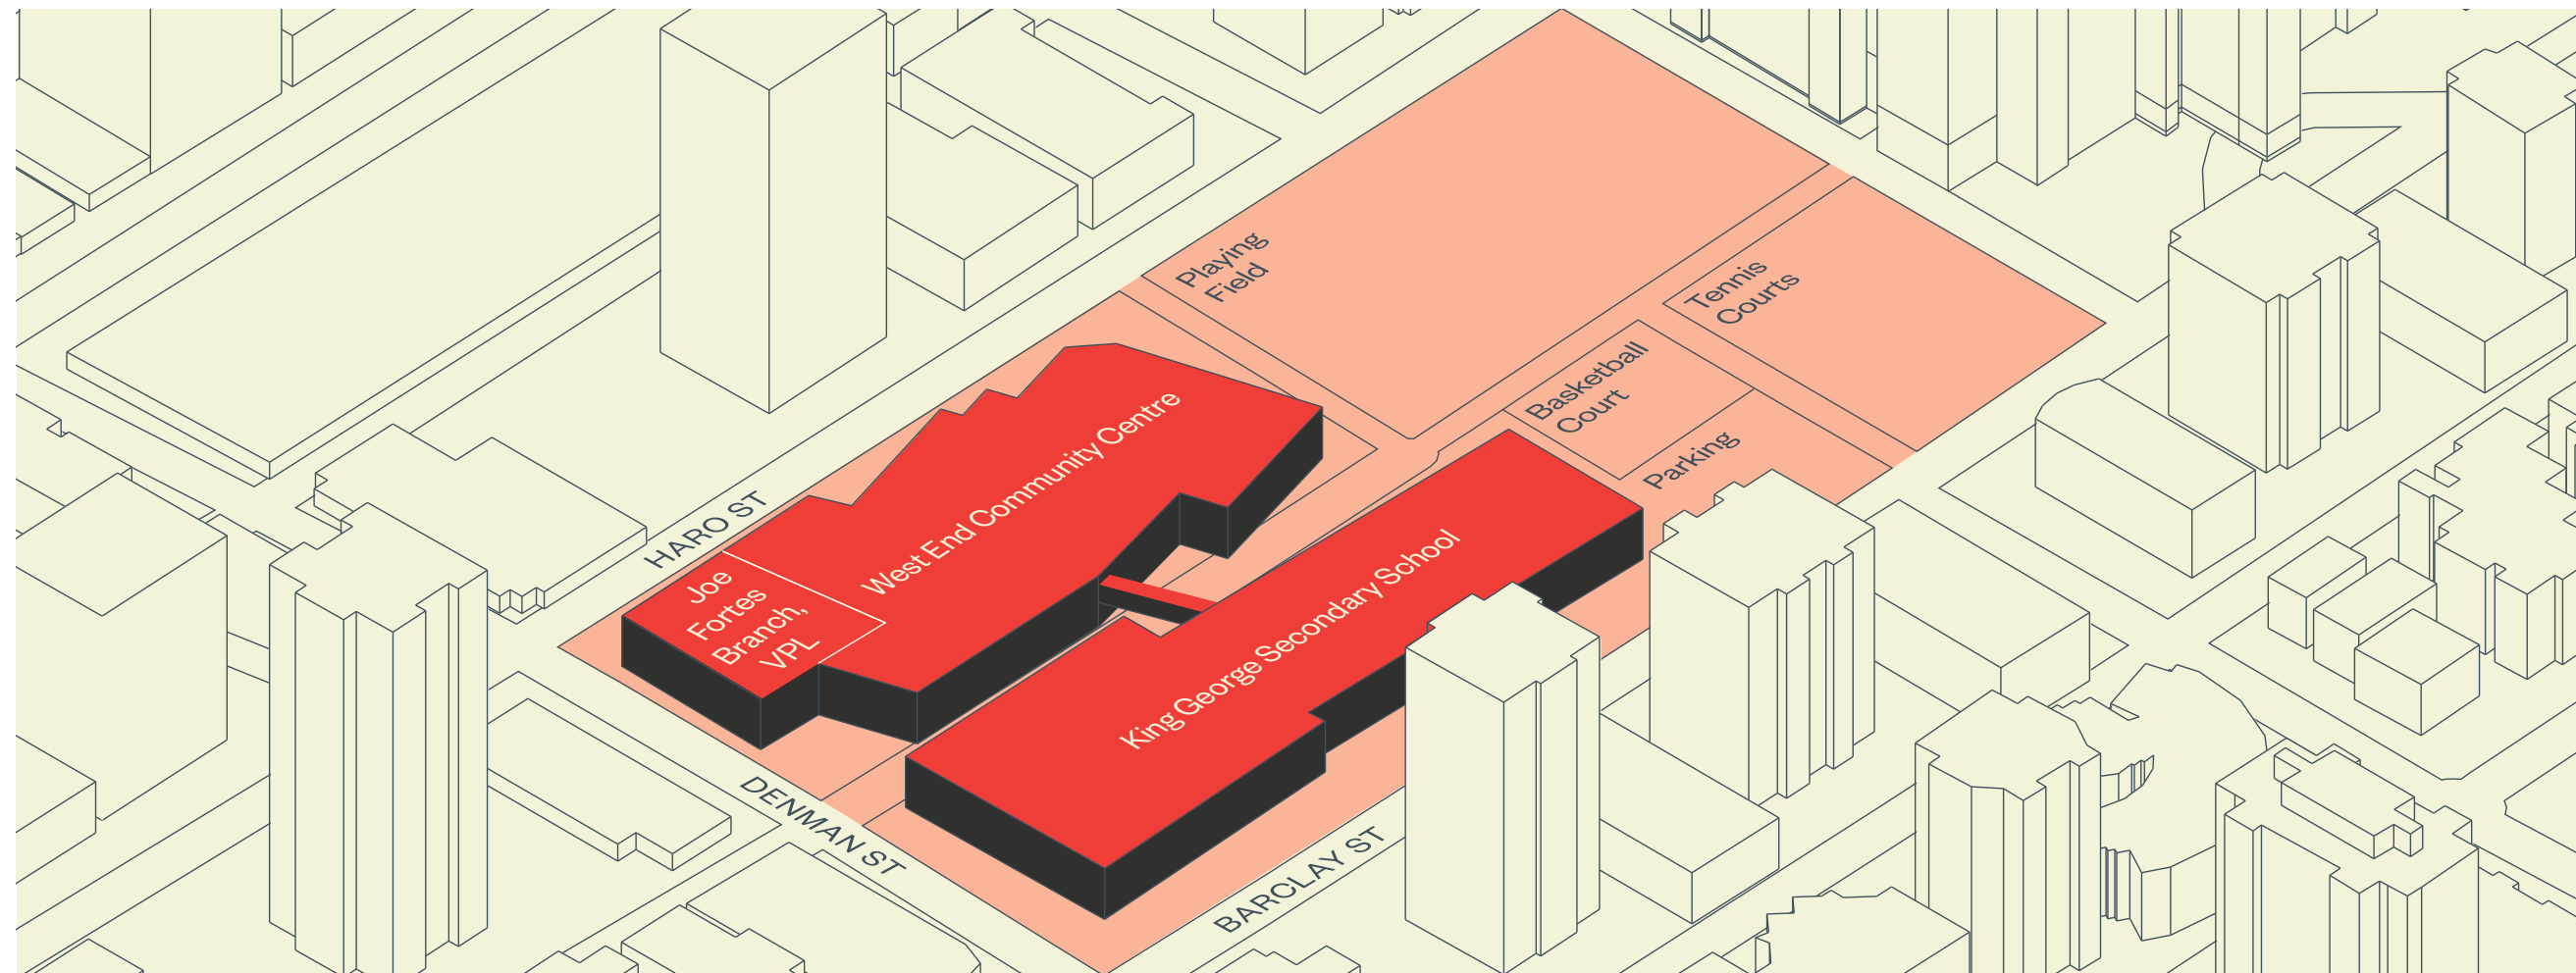 Playing
Field
Tennis
Courts
Basketball
Court
Parking
West End Community Centre
HARO ST
Joe
Fortes
Branch,
VPL
King George Secondary School
DENMAN ST
BARCLAY ST